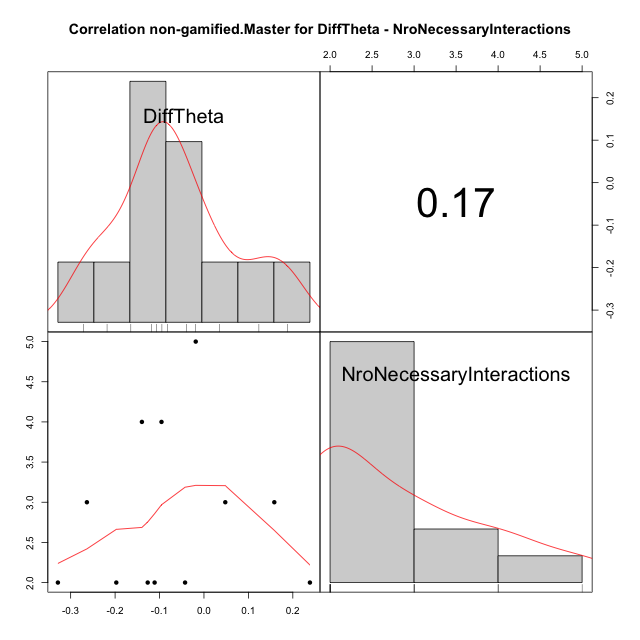 Correlation non-gamified.Master for DiffTheta - NroNecessaryInteractions
2.0 2.5 3.0 3.5 4.0 4.5 5.0
DiffTheta
0.17
0.2
0.1
0.0
-0.1
-0.2
-0.3
5.0
4.5
4.0
3.5
3.0
2.5
2.0
NroNecessaryInteractions
-0.3 -0.2 -0.1 0.0 0.1 0.2